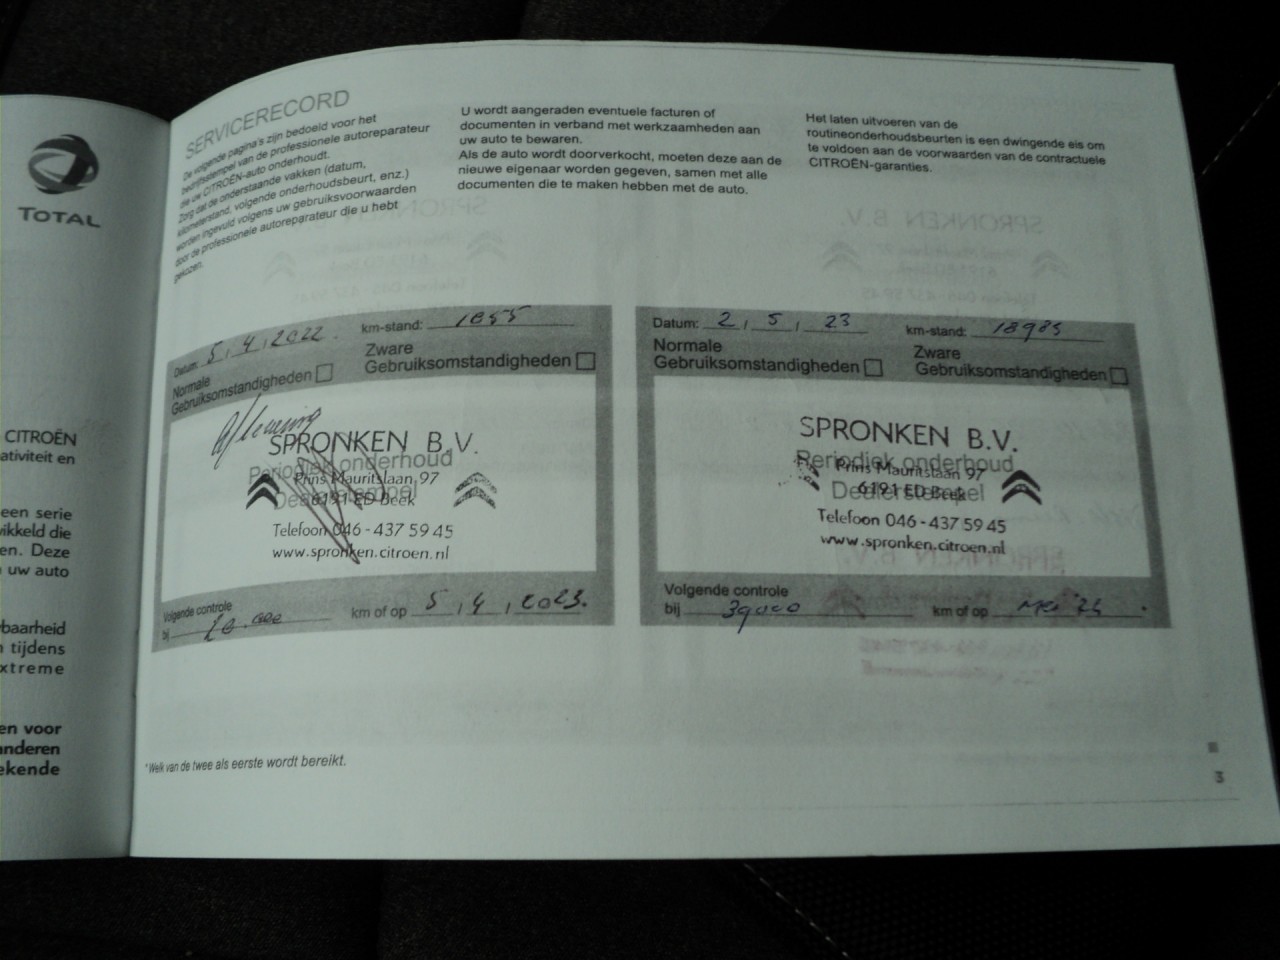 TOTAL
CITROËN
ativiteit en
een serie
ikkeld die
en. Deze
uw auto
baarheid
tijdens
xtreme
en voor
anderen
ekende
SERVICERECORD
De volgende pagina's zijn bedoeld voor het
bedrijfsstempel van de professionele autoreparateur
die uw CITROËN-auto onderhoudt.
Zorg dat de onderstaande vakken (datum,
kilometerstand, volgende onderhoudsbeurt, enz.)
worden ingevuld volgens uw gebruiksvoorwaarden
door de professionele autoreparateur die u hebt
gekozen.
U wordt aangeraden eventuele facturen of
documenten in verband met werkzaamheden aan
uw auto te bewaren.
Als de auto wordt doorverkocht, moeten deze aan de
nieuwe eigenaar worden gegeven, samen met alle
documenten die te maken hebben met de auto.
Het laten uitvoeren van de
routineonderhoudsbeurten is een dwingende eis om
te voldoen aan de voorwaarden van de contractuele
CITROËN-garanties.
Datum: 5, 4, 2022 km-stand: 1855
Normale
Gebruiksomstandigheden
Zware
Gebruiksomstandigheden
Aflevering
SPRONKEN B.V.
Periodiek onderhoud
Prins Mauritslaan 97
Dealerstempel
6191 ED Beek
Telefoon 046 - 437 59 45
www.spronken.citroen.nl
Volgende controle
bij km of op 5, 4, 2023.
Datum: 2, 5, 23 km-stand: 18985
Normale
Gebruiksomstandigheden
Zware
Gebruiksomstandigheden
SPRONKEN B.V.
Periodiek onderhoud
Prins Mauritslaan 97
Dealerstempel
6191 ED Beek
Telefoon 046 - 437 59 45
www.spronken.citroen.nl
Volgende controle
bij 39000 km of op Mei '24
*Welk van de twee als eerste wordt bereikt.
3